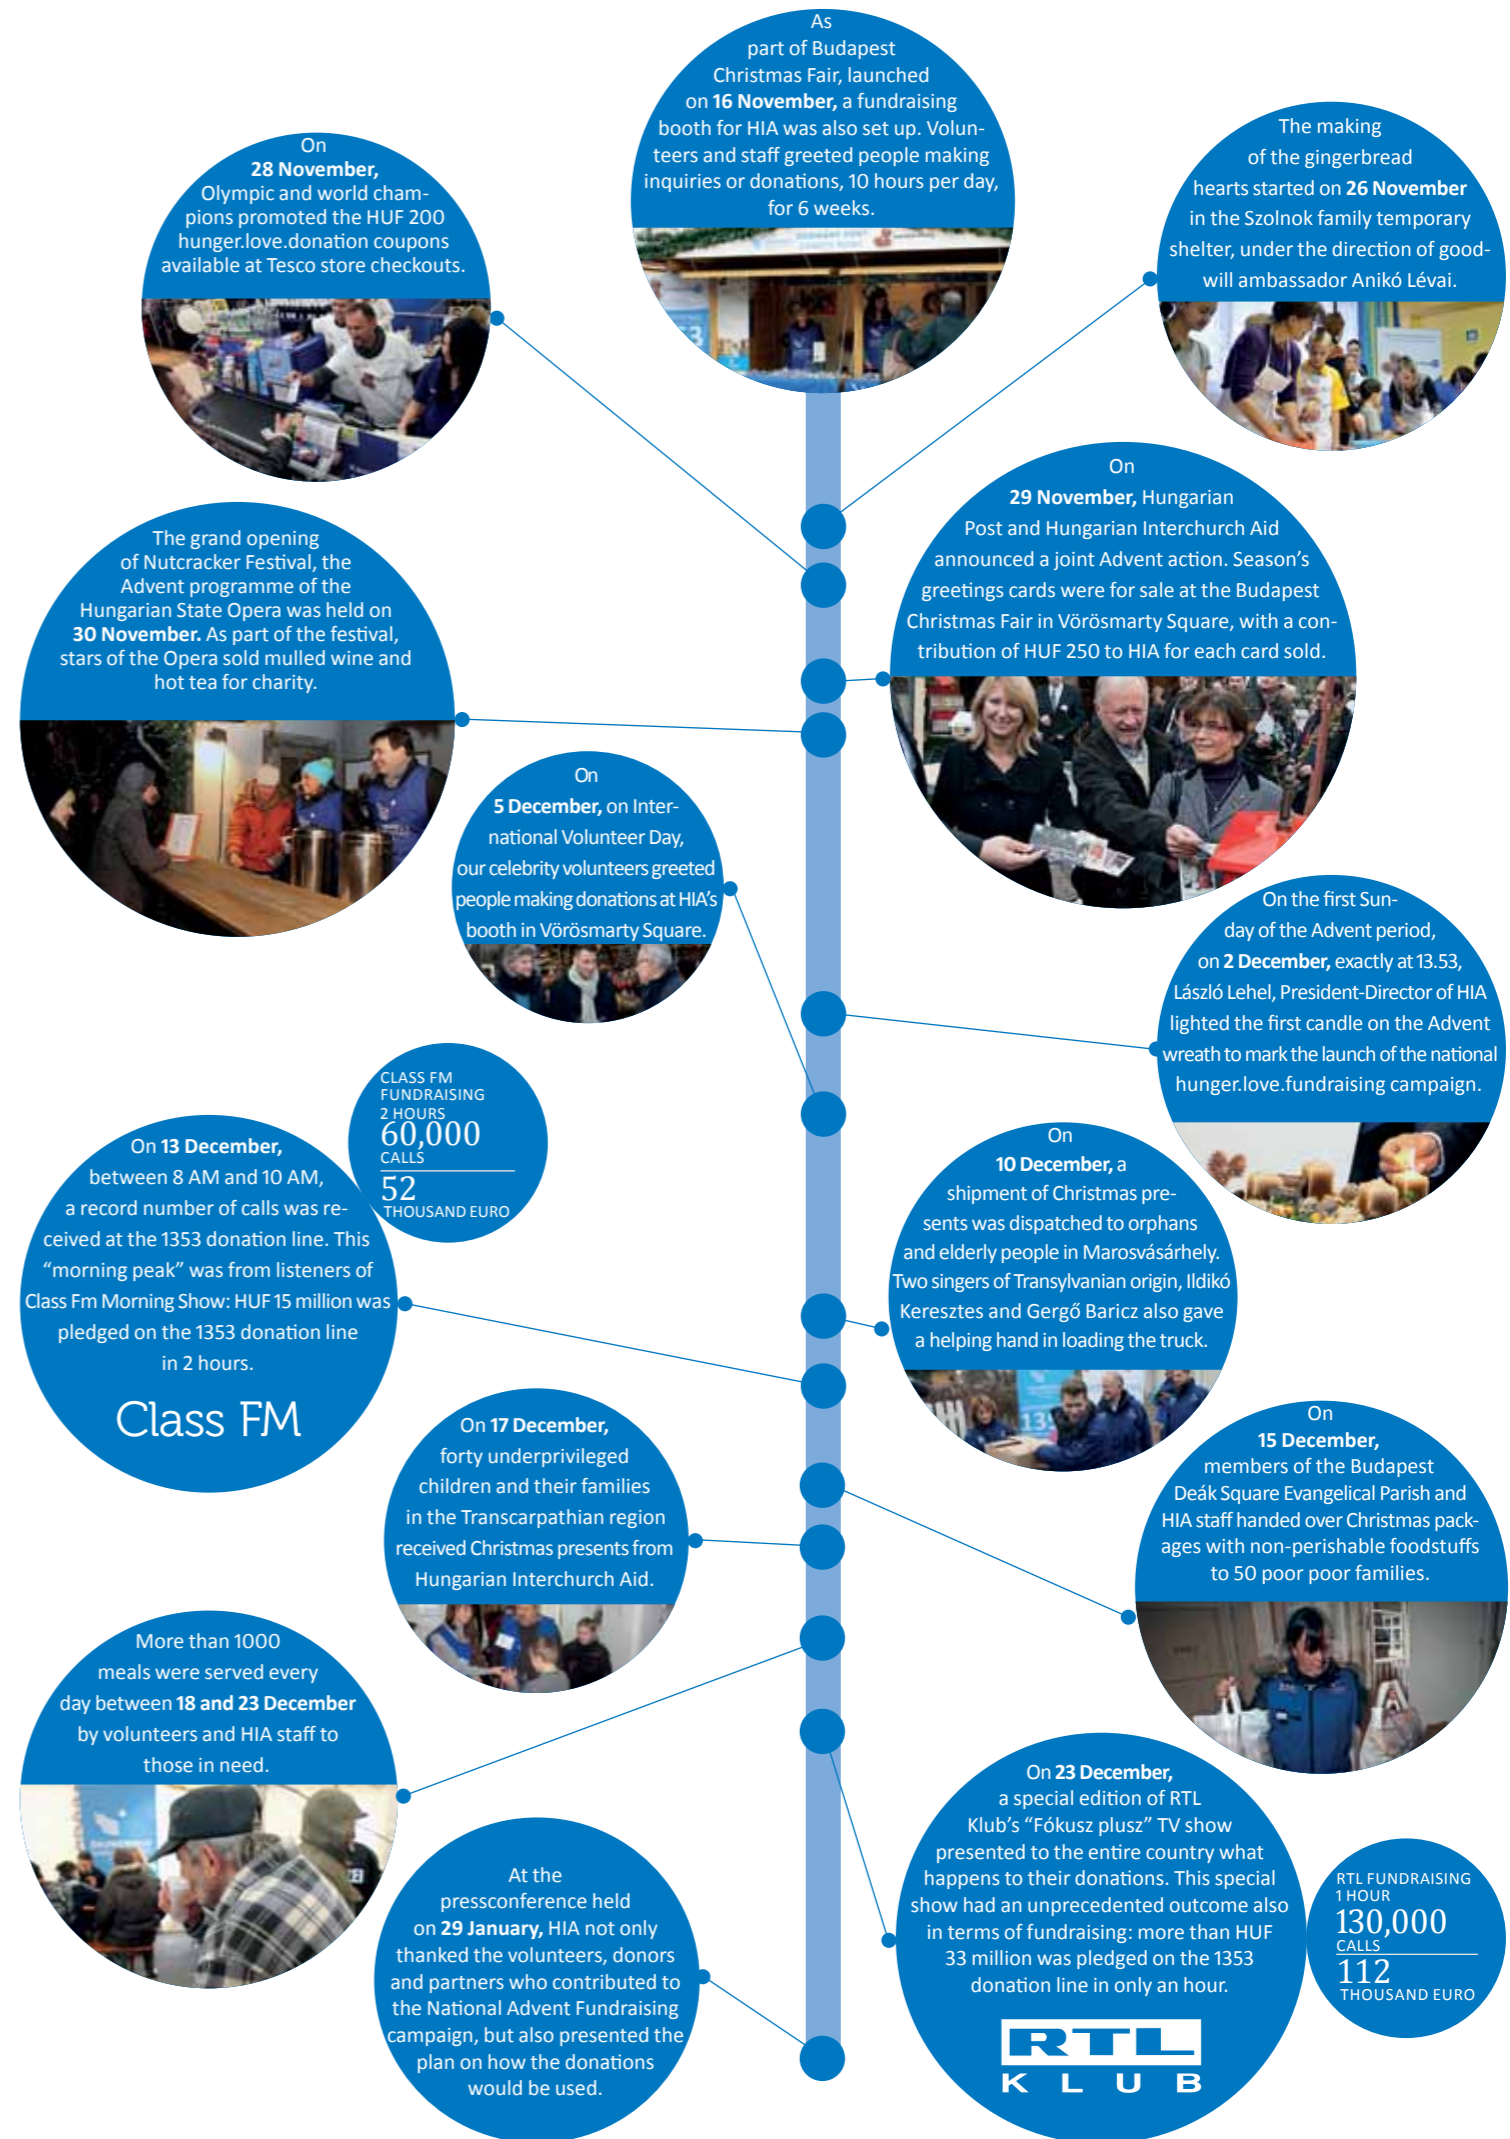 As
part of Budapest
Christmas Fair, launched
on 16 November, a fundraising
booth for HIA was also set up. Volun-
teers and staff greeted people making
inquiries or donations, 10 hours per day,
for 6 weeks.
The making
of the gingerbread
hearts started on 26 November
in the Szolnok family temporary
shelter, under the direction of good-
will ambassador Anikó Lévai.
On
28 November,
Olympic and world cham-
pions promoted the HUF 200
hunger.love.donation coupons
available at Tesco store checkouts.
On
29 November, Hungarian
Post and Hungarian Interchurch Aid
announced a joint Advent action. Season's
greetings cards were for sale at the Budapest
Christmas Fair in Vörösmarty Square, with a con-
tribution of HUF 250 to HIA for each card sold.
The grand opening
of Nutcracker Festival, the
Advent programme of the
Hungarian State Opera was held on
30 November. As part of the festival,
stars of the Opera sold mulled wine and
hot tea for charity.
On the first Sun-
day of the Advent period,
on 2 December, exactly at 13.53,
László Lehel, President-Director of HIA
lighted the first candle on the Advent
wreath to mark the launch of the national
hunger.love.fundraising campaign.
On
5 December, on Inter-
national Volunteer Day,
our celebrity volunteers greeted
people making donations at HIA's
booth in Vörösmarty Square.
On
10 December, a
shipment of Christmas pre-
sents was dispatched to orphans
and elderly people in Marosvásárhely.
Two singers of Transylvanian origin, Ildikó
Keresztes and Gergő Baricz also gave
a helping hand in loading the truck.
CLASS FM
FUNDRAISING
2 HOURS
60,000
CALLS
52
THOUSAND EURO
On 13 December,
between 8 AM and 10 AM,
a record number of calls was re-
ceived at the 1353 donation line. This
“morning peak” was from listeners of
Class Fm Morning Show: HUF 15 million was
pledged on the 1353 donation line
in 2 hours.
Class FM
On
15 December,
members of the Budapest
Deák Square Evangelical Parish and
HIA staff handed over Christmas pack-
ages with non-perishable foodstuffs
to 50 poor poor families.
On 17 December,
forty underprivileged
children and their families
in the Transcarpathian region
received Christmas presents from
Hungarian Interchurch Aid.
More than 1000
meals were served every
day between 18 and 23 December
by volunteers and HIA staff to
those in need.
On 23 December,
a special edition of RTL
Klub's “Fókusz plusz” TV show
presented to the entire country what
happens to their donations. This special
show had an unprecedented outcome also
in terms of fundraising: more than HUF
33 million was pledged on the 1353
donation line in only an hour.
RTL
KLUB
RTL FUNDRAISING
1 HOUR
130,000
CALLS
112
THOUSAND EURO
At the
pressconference held
on 29 January, HIA not only
thanked the volunteers, donors
and partners who contributed to
the National Advent Fundraising
campaign, but also presented the
plan on how the donations
would be used.